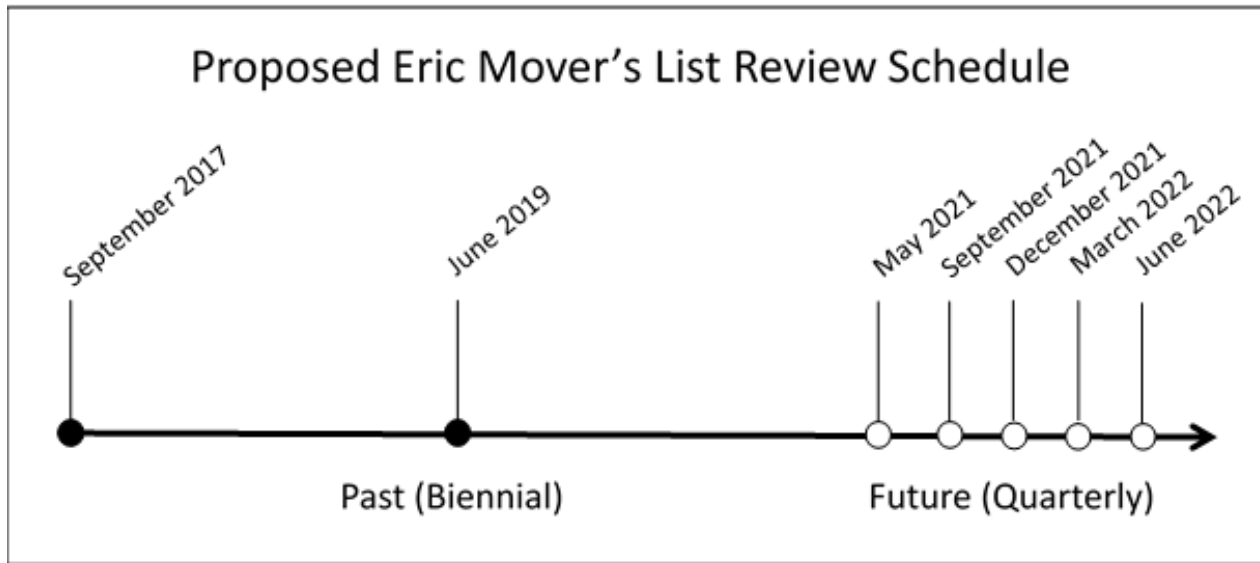 Proposed Eric Mover’s List Review Schedule
September 2017
June 2019
May 2021
September 2021
December 2021
March 2022
June 2022
Past (Biennial)
Future (Quarterly)